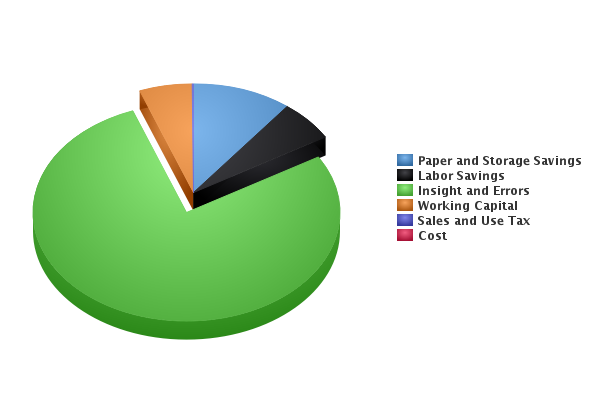 Paper and Storage Savings
Labor Savings
Insight and Errors
Working Capital
Sales and Use Tax
Cost